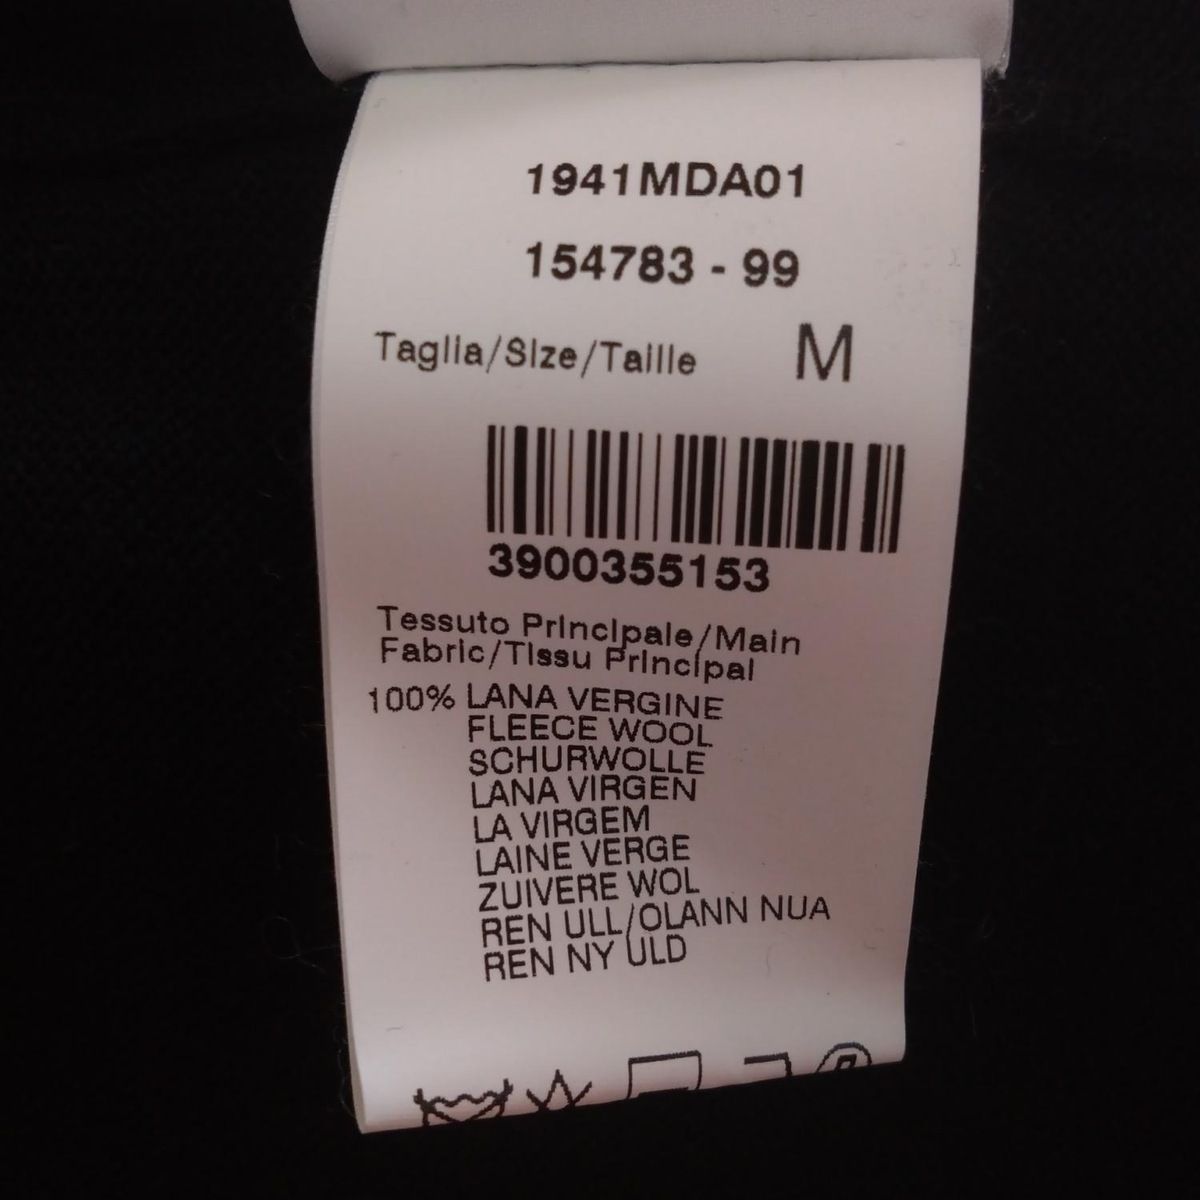 1941MDA01
154783 - 99
Taglia/Size/Taille M
3900355153
Tessuto Principale/Main
Fabric/Tissu Principal
100% LANA VERGINE
FLEECE WOOL
SCHURWOLLE
LANA VIRGEN
LA VIRGEM
LAINE VERGE
ZUIVERE WOL
REN ULL/OLANN NUA
REN NY ULD